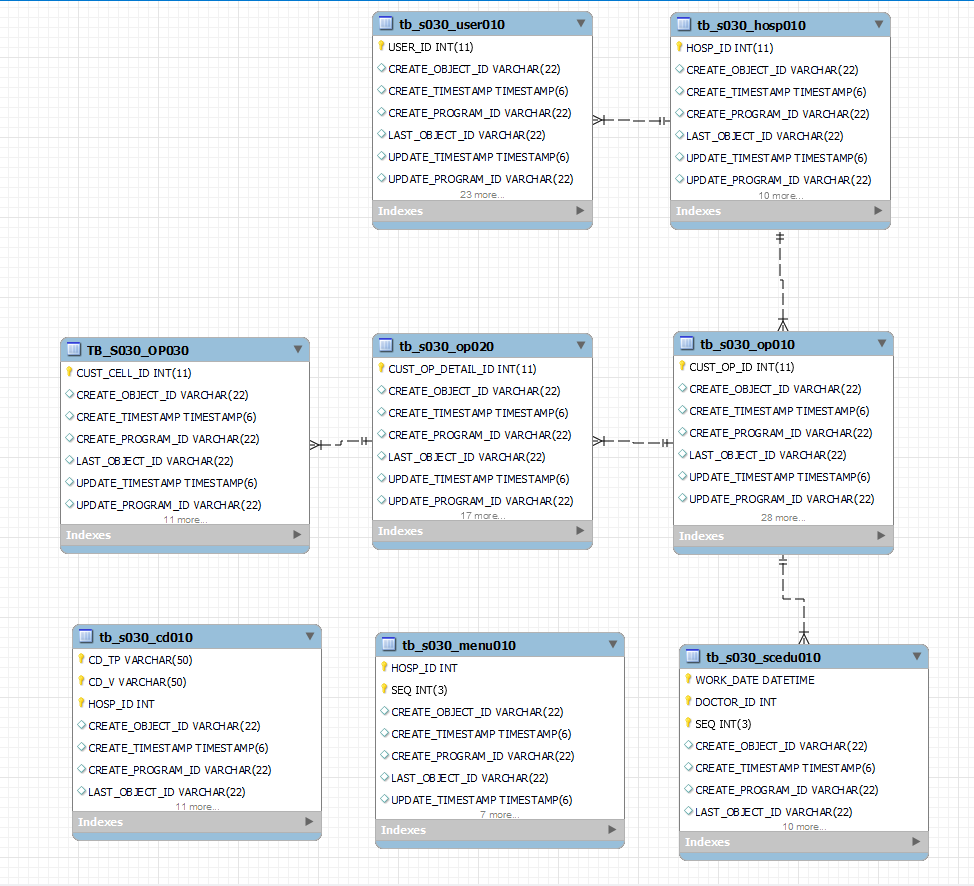 tb_s030_user010
USER_ID INT(11)
CREATE_OBJECT_ID VARCHAR(22)
CREATE_TIMESTAMP TIMESTAMP(6)
CREATE_PROGRAM_ID VARCHAR(22)
LAST_OBJECT_ID VARCHAR(22)
UPDATE_TIMESTAMP TIMESTAMP(6)
UPDATE_PROGRAM_ID VARCHAR(22)
23 more...
Indexes
tb_s030_hosp010
HOSP_ID INT(11)
CREATE_OBJECT_ID VARCHAR(22)
CREATE_TIMESTAMP TIMESTAMP(6)
CREATE_PROGRAM_ID VARCHAR(22)
LAST_OBJECT_ID VARCHAR(22)
UPDATE_TIMESTAMP TIMESTAMP(6)
UPDATE_PROGRAM_ID VARCHAR(22)
10 more...
Indexes
TB_S030_OP030
CUST_CELL_ID INT(11)
CREATE_OBJECT_ID VARCHAR(22)
CREATE_TIMESTAMP TIMESTAMP(6)
CREATE_PROGRAM_ID VARCHAR(22)
LAST_OBJECT_ID VARCHAR(22)
UPDATE_TIMESTAMP TIMESTAMP(6)
UPDATE_PROGRAM_ID VARCHAR(22)
11 more...
Indexes
tb_s030_op020
CUST_OP_DETAIL_ID INT(11)
CREATE_OBJECT_ID VARCHAR(22)
CREATE_TIMESTAMP TIMESTAMP(6)
CREATE_PROGRAM_ID VARCHAR(22)
LAST_OBJECT_ID VARCHAR(22)
UPDATE_TIMESTAMP TIMESTAMP(6)
UPDATE_PROGRAM_ID VARCHAR(22)
17 more...
Indexes
tb_s030_op010
CUST_OP_ID INT(11)
CREATE_OBJECT_ID VARCHAR(22)
CREATE_TIMESTAMP TIMESTAMP(6)
CREATE_PROGRAM_ID VARCHAR(22)
LAST_OBJECT_ID VARCHAR(22)
UPDATE_TIMESTAMP TIMESTAMP(6)
UPDATE_PROGRAM_ID VARCHAR(22)
28 more...
Indexes
tb_s030_cd010
CD_TP VARCHAR(50)
CD_V VARCHAR(50)
HOSP_ID INT
CREATE_OBJECT_ID VARCHAR(22)
CREATE_TIMESTAMP TIMESTAMP(6)
CREATE_PROGRAM_ID VARCHAR(22)
LAST_OBJECT_ID VARCHAR(22)
11 more...
Indexes
tb_s030_menu010
HOSP_ID INT
SEQ INT(3)
CREATE_OBJECT_ID VARCHAR(22)
CREATE_TIMESTAMP TIMESTAMP(6)
CREATE_PROGRAM_ID VARCHAR(22)
LAST_OBJECT_ID VARCHAR(22)
UPDATE_TIMESTAMP TIMESTAMP(6)
7 more...
Indexes
tb_s030_scedu010
WORK_DATE DATETIME
DOCTOR_ID INT
SEQ INT(3)
CREATE_OBJECT_ID VARCHAR(22)
CREATE_TIMESTAMP TIMESTAMP(6)
CREATE_PROGRAM_ID VARCHAR(22)
LAST_OBJECT_ID VARCHAR(22)
10 more...
Indexes